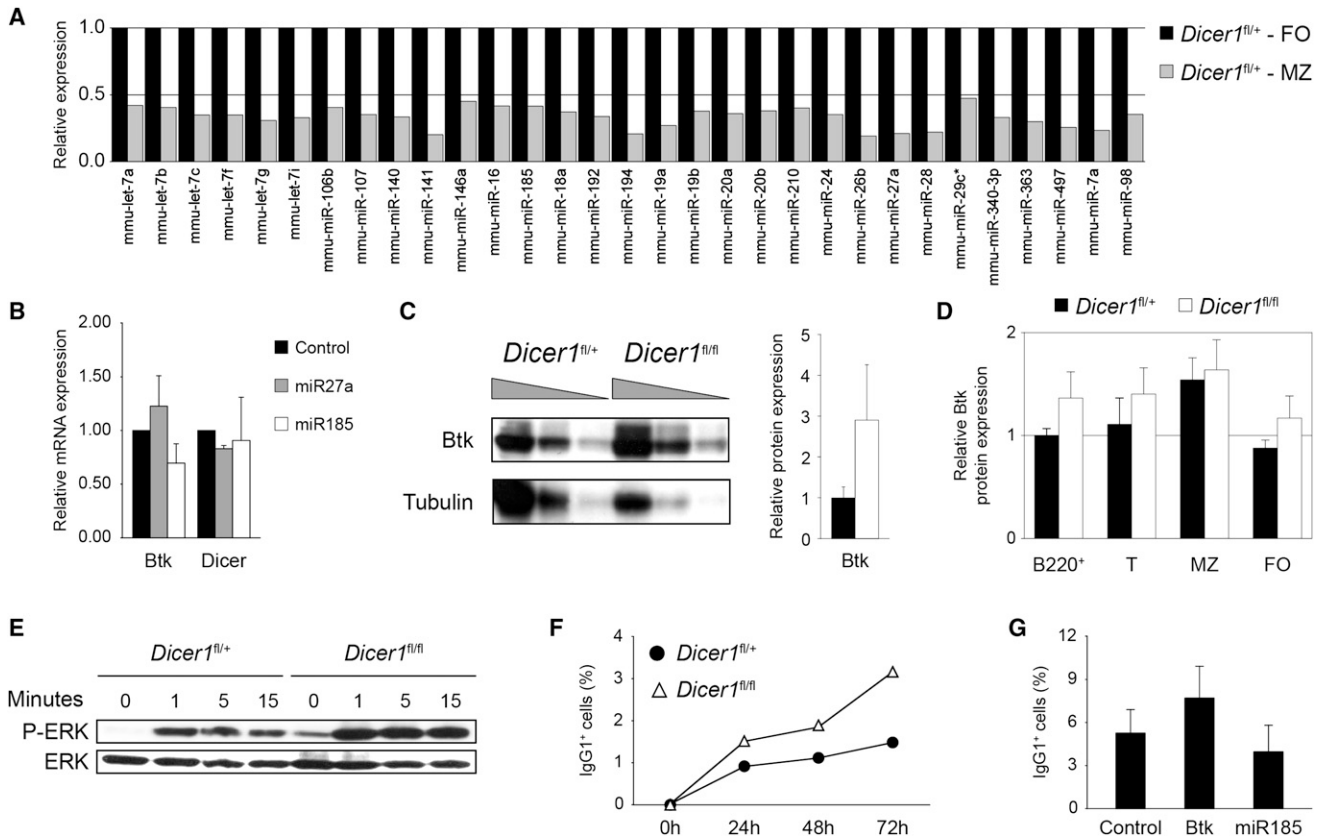 A
Relative expression
1.0
0.5
0.0
Dicer1fl/+ - FO
Dicer1fl/+ - MZ
mmu-let-7a
mmu-let-7b
mmu-let-7c
mmu-let-7f
mmu-let-7g
mmu-let-7i
mmu-miR-106b
mmu-miR-107
mmu-miR-140
mmu-miR-141
mmu-miR-146a
mmu-miR-16
mmu-miR-185
mmu-miR-18a
mmu-miR-192
mmu-miR-194
mmu-miR-19a
mmu-miR-19b
mmu-miR-20a
mmu-miR-20b
mmu-miR-210
mmu-miR-24
mmu-miR-26b
mmu-miR-27a
mmu-miR-28
mmu-miR-29c*
mmu-miR-340-3p
mmu-miR-363
mmu-miR-497
mmu-miR-7a
mmu-miR-98
B
Relative mRNA expression
2.00
1.50
1.00
0.50
0.00
Control
miR27a
miR185
Btk
Dicer
C
Dicer1fl/+
Dicer1fl/fl
Btk
Tubulin
Relative protein expression
5
4
3
2
1
0
Btk
D
Dicer1fl/+
Dicer1fl/fl
Relative Btk
protein expression
2
1
0
B220+
T
MZ
FO
E
Dicer1fl/+
Dicer1fl/fl
Minutes 0 1 5 15 0 1 5 15
P-ERK
ERK
F
IgG1+ cells (%)
4
3
2
1
0
Dicer1fl/+
Dicer1fl/fl
0h
24h
48h
72h
G
IgG1+ cells (%)
12
9
6
3
0
Control
Btk
miR185